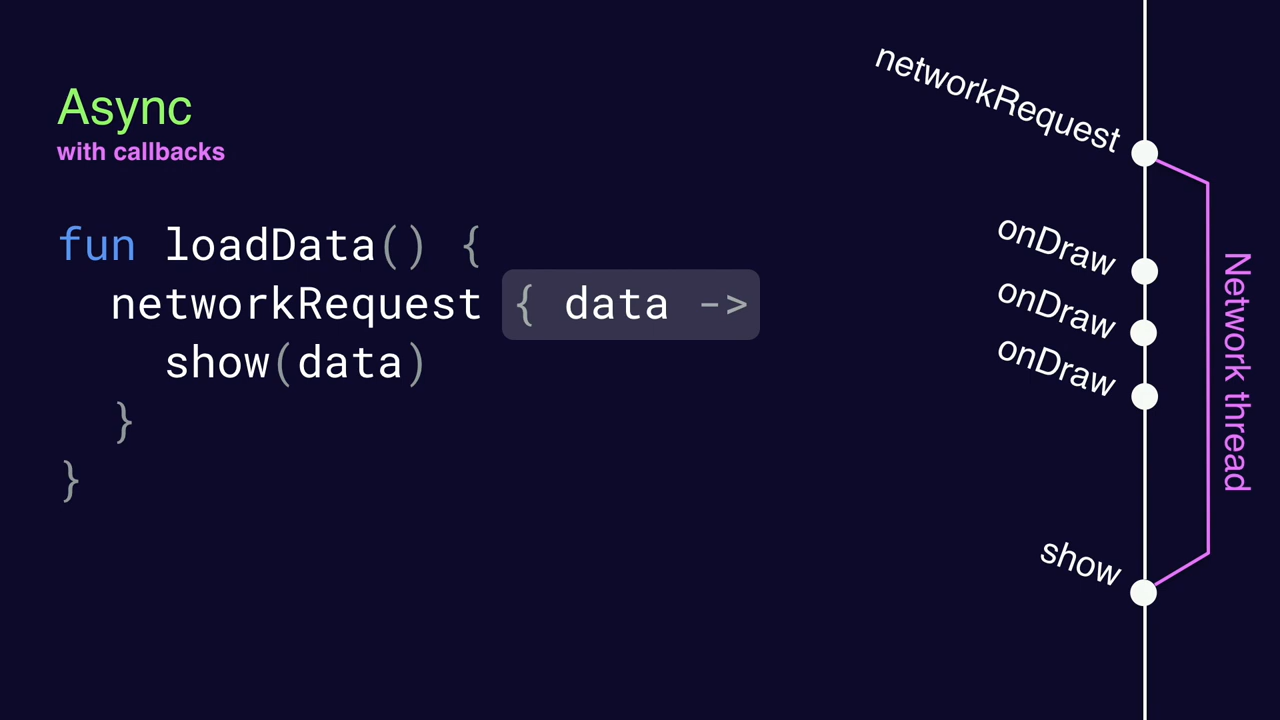 Async
with callbacks
fun loadData() {
networkRequest { data ->
show(data)
}
}
networkRequest
onDraw
onDraw
onDraw
show
Network thread